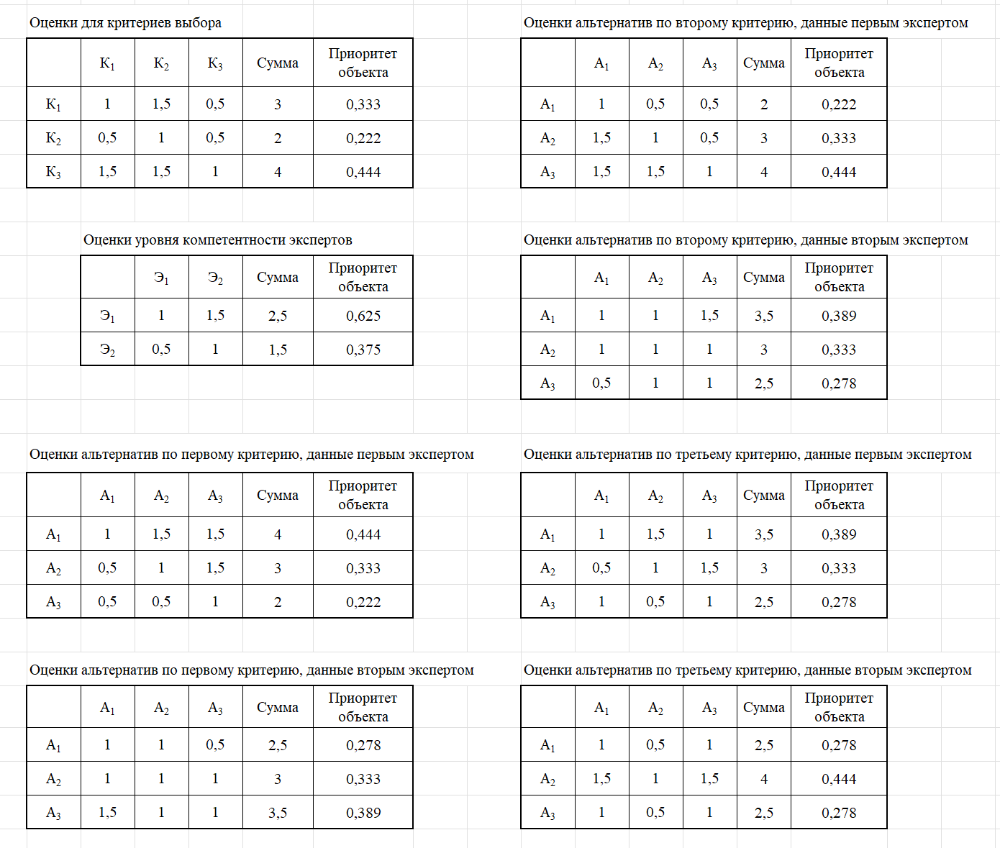 Оценки для критериев выбора
К1 К2 К3 Сумма Приоритет объекта
К1 1 1,5 0,5 3 0,333
К2 0,5 1 0,5 2 0,222
К3 1,5 1,5 1 4 0,444
Оценки альтернатив по второму критерию, данные первым экспертом
А1 А2 А3 Сумма Приоритет объекта
А1 1 0,5 0,5 2 0,222
А2 1,5 1 0,5 3 0,333
А3 1,5 1,5 1 4 0,444
Оценки уровня компетентности экспертов
Э1 Э2 Сумма Приоритет объекта
Э1 1 1,5 2,5 0,625
Э2 0,5 1 1,5 0,375
Оценки альтернатив по второму критерию, данные вторым экспертом
А1 А2 А3 Сумма Приоритет объекта
А1 1 1 1,5 3,5 0,389
А2 1 1 1 3 0,333
А3 0,5 1 1 2,5 0,278
Оценки альтернатив по первому критерию, данные первым экспертом
А1 А2 А3 Сумма Приоритет объекта
А1 1 1,5 1,5 4 0,444
А2 0,5 1 1,5 3 0,333
А3 0,5 0,5 1 2 0,222
Оценки альтернатив по третьему критерию, данные первым экспертом
А1 А2 А3 Сумма Приоритет объекта
А1 1 1,5 1 3,5 0,389
А2 0,5 1 1,5 3 0,333
А3 1 0,5 1 2,5 0,278
Оценки альтернатив по первому критерию, данные вторым экспертом
А1 А2 А3 Сумма Приоритет объекта
А1 1 1 0,5 2,5 0,278
А2 1 1 1 3 0,333
А3 1,5 1 1 3,5 0,389
Оценки альтернатив по третьему критерию, данные вторым экспертом
А1 А2 А3 Сумма Приоритет объекта
А1 1 0,5 1 2,5 0,278
А2 1,5 1 1,5 4 0,444
А3 1 0,5 1 2,5 0,278